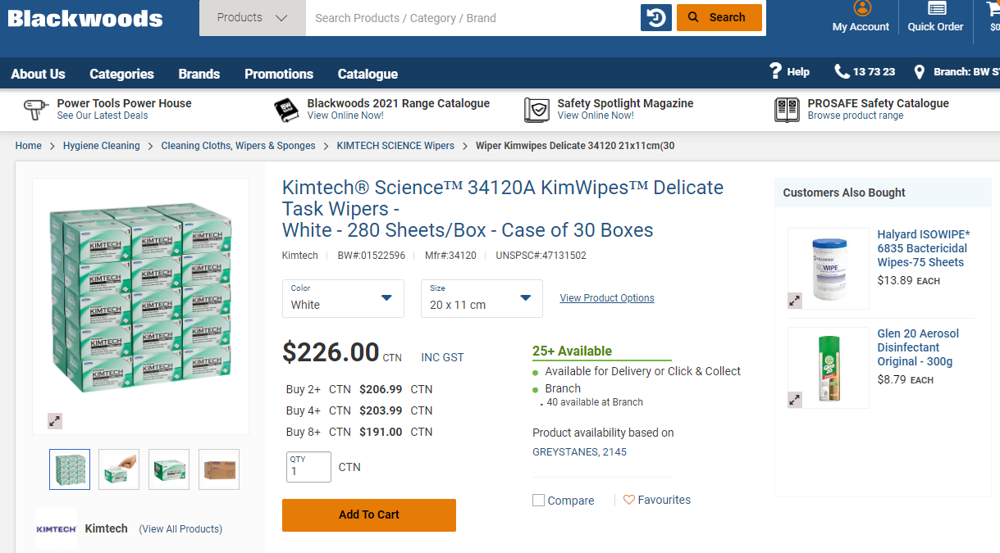 Blackwoods
Products
Search Products / Category / Brand
Search
My Account
Quick Order
$0
About Us
Categories
Brands
Promotions
Catalogue
Help
13 73 23
Branch: BW S
Power Tools Power House
See Our Latest Deals
Blackwoods 2021 Range Catalogue
View Online Now!
Safety Spotlight Magazine
View Online Now!
PROSAFE Safety Catalogue
Browse product range
Home > Hygiene Cleaning > Cleaning Cloths, Wipers & Sponges > KIMTECH SCIENCE Wipers > Wiper Kimwipes Delicate 34120 21x11cm(30
KIMTECH
Kimtech® Science™ 34120A KimWipes™ Delicate
Task Wipers -
White - 280 Sheets/Box - Case of 30 Boxes
Kimtech | BW#:01522596 | Mfr#:34120 | UNSPSC#:47131502
Color
White
Size
20 x 11 cm
View Product Options
$226.00 CTN INC GST
Buy 2+ CTN $206.99 CTN
Buy 4+ CTN $203.99 CTN
Buy 8+ CTN $191.00 CTN
QTY
1
CTN
Add To Cart
25+ Available
Available for Delivery or Click & Collect
Branch
40 available at Branch
Product availability based on
GREYSTANES, 2145
Compare
Favourites
KIMTECH
Kimtech (View All Products)
Customers Also Bought
Halyard ISOWIPE*
6835 Bactericidal
Wipes-75 Sheets
$13.89 EACH
HALYARD
ISOWIPE
Glen 20 Aerosol
Disinfectant
Original - 300g
$8.79 EACH
Glen 20